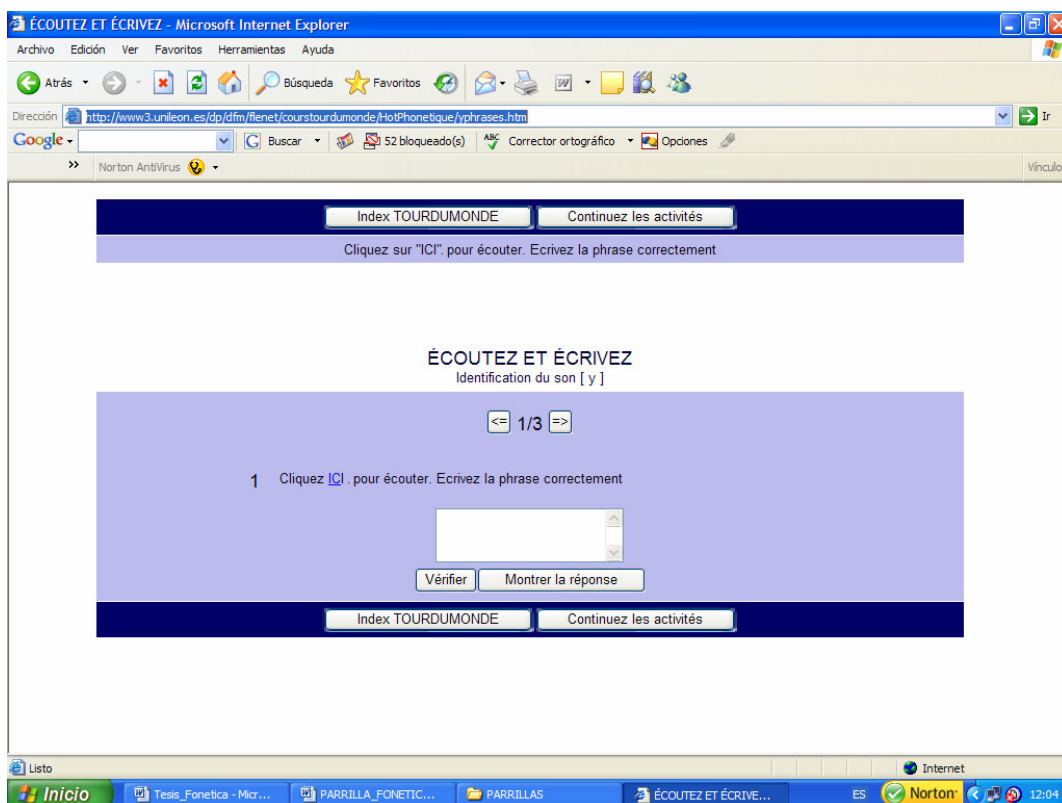 ÉCOUTEZ ET ÉCRIVEZ - Microsoft Internet Explorer
Archivo Edición Ver Favoritos Herramientas Ayuda
Atrás Búsqueda Favoritos W
Dirección http://www3.unileon.es/dp/dfm/flenet/courstourdumonde/HotPhonetique/yphrases.htm Ir
Google G Buscar 52 bloqueado(s) ABC Corrector ortográfico Opciones
>> Norton AntiVirus Vínculo
Index TOURDUMONDE Continuez les activités
Cliquez sur "ICI". pour écouter. Ecrivez la phrase correctement
ÉCOUTEZ ET ÉCRIVEZ
Identification du son [ y ]
<= 1/3 =>
1 Cliquez ICI . pour écouter. Ecrivez la phrase correctement
Vérifier Montrer la réponse
Index TOURDUMONDE Continuez les activités
Listo Internet
Inicio Tesis_Fonetica - Micr... PARRILLA_FONETIC... PARRILLAS ÉCOUTEZ ET ÉCRIVE... ES Norton 12:04